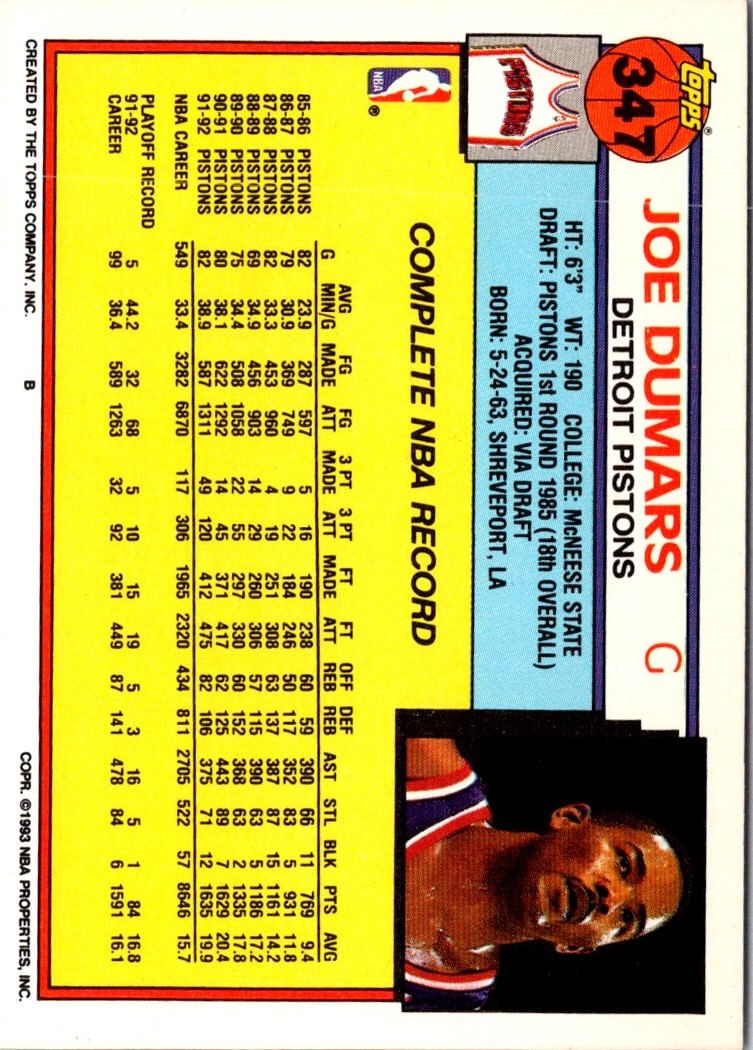 topps®
347
JOE DUMARS G
DETROIT PISTONS
PISTONS
HT: 6'3" WT: 190 COLLEGE: McNEESE STATE
DRAFT: PISTONS 1st ROUND 1985 (18th OVERALL)
ACQUIRED: VIA DRAFT
BORN: 5-24-63, SHREVEPORT, LA
NBA ®
COMPLETE NBA RECORD
AVG FG FG 3 PT 3 PT FT FT OFF DEF
G MIN/G MADE ATT MADE ATT MADE ATT REB REB AST STL BLK PTS AVG
85-86 PISTONS 82 23.9 287 597 5 16 190 238 60 59 390 66 11 769 9.4
86-87 PISTONS 79 30.9 369 749 9 22 184 246 50 117 352 83 5 931 11.8
87-88 PISTONS 82 33.3 453 960 4 19 251 308 63 137 387 87 15 1161 14.2
88-89 PISTONS 69 34.9 456 903 14 29 260 306 57 115 390 63 5 1186 17.2
89-90 PISTONS 75 34.4 508 1058 22 55 297 330 60 152 368 63 2 1335 17.8
90-91 PISTONS 80 38.1 622 1292 14 45 371 417 62 125 443 89 7 1629 20.4
91-92 PISTONS 82 38.9 587 1311 49 120 412 475 82 106 375 71 12 1635 19.9
NBA CAREER 549 33.4 3282 6870 117 306 1965 2320 434 811 2705 522 57 8646 15.7
PLAYOFF RECORD
91-92 5 44.2 32 68 5 10 15 19 5 3 16 5 1 84 16.8
CAREER 99 36.4 589 1263 32 92 381 449 87 141 478 84 6 1591 16.1
CREATED BY THE TOPPS COMPANY, INC. B COPR. ©1993 NBA PROPERTIES, INC.